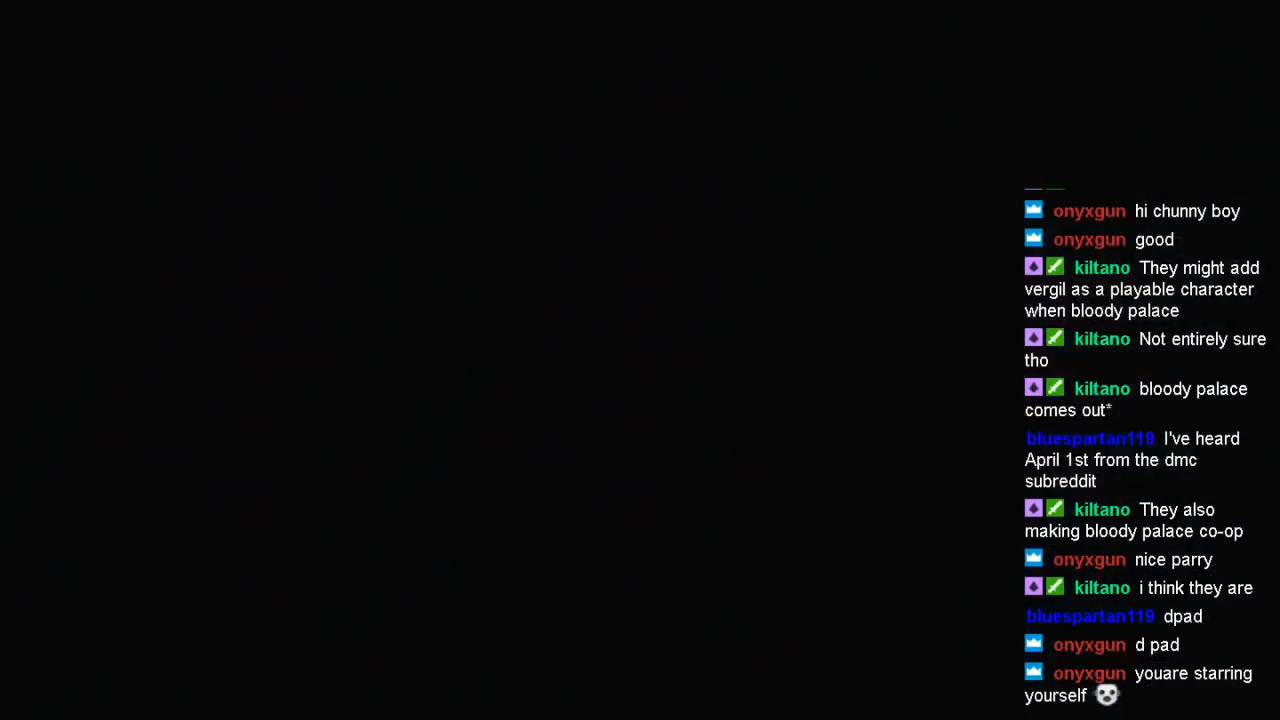 onyxgun hi chunny boy
onyxgun good
kiltano They might add
vergil as a playable character
when bloody palace
kiltano Not entirely sure
tho
kiltano bloody palace
comes out*
bluespartan119 I've heard
April 1st from the dmc
subreddit
kiltano They also
making bloody palace co-op
onyxgun nice parry
kiltano i think they are
bluespartan119 dpad
onyxgun d pad
onyxgun youare starring
yourself